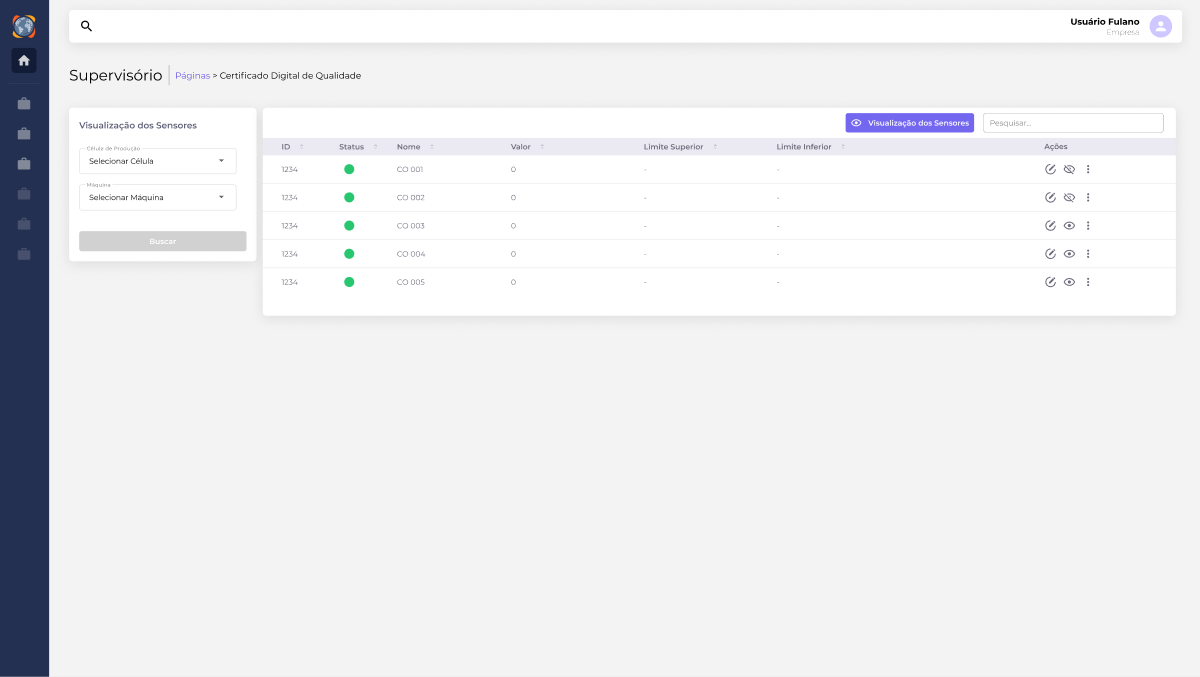 Usuário Fulano
Empresa
Supervisório
Páginas > Certificado Digital de Qualidade
Visualização dos Sensores
Célula de Produção
Selecionar Célula
Máquina
Selecionar Máquina
Buscar
Visualização dos Sensores
Pesquisar...
ID Status Nome Valor Limite Superior Limite Inferior Ações
1234 CO 001 0 - -
1234 CO 002 0 - -
1234 CO 003 0 - -
1234 CO 004 0 - -
1234 CO 005 0 - -